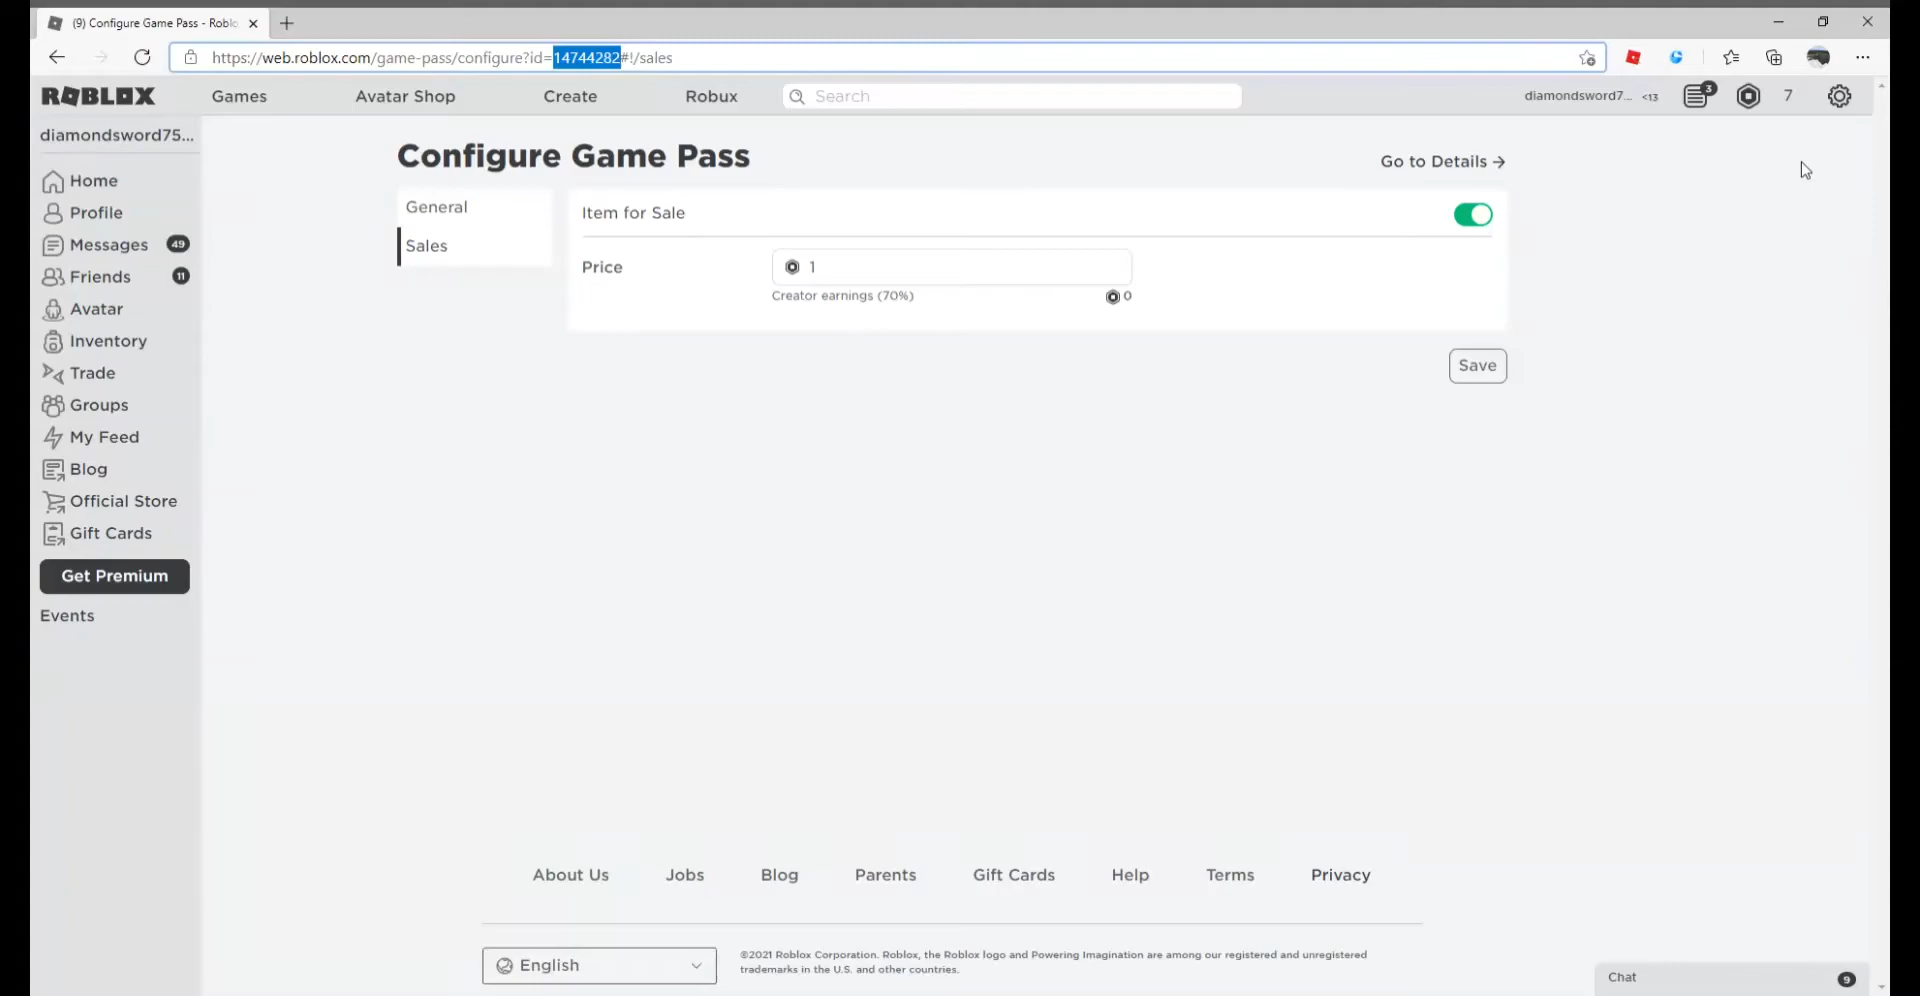 (9) Configure Game Pass - Roblo
https://web.roblox.com/game-pass/configure?id=14744282#!/sales
ROBLOX
Games
Avatar Shop
Create
Robux
Search
diamondsword7... <13
3
7
diamondsword75...
Home
Profile
Messages 49
Friends 11
Avatar
Inventory
Trade
Groups
My Feed
Blog
Official Store
Gift Cards
Get Premium
Events
Configure Game Pass
Go to Details →
General
Sales
Item for Sale
Price
1
Creator earnings (70%)
0
Save
About Us
Jobs
Blog
Parents
Gift Cards
Help
Terms
Privacy
English
©2021 Roblox Corporation. Roblox, the Roblox logo and Powering Imagination are among our registered and unregistered
trademarks in the U.S. and other countries.
Chat
9